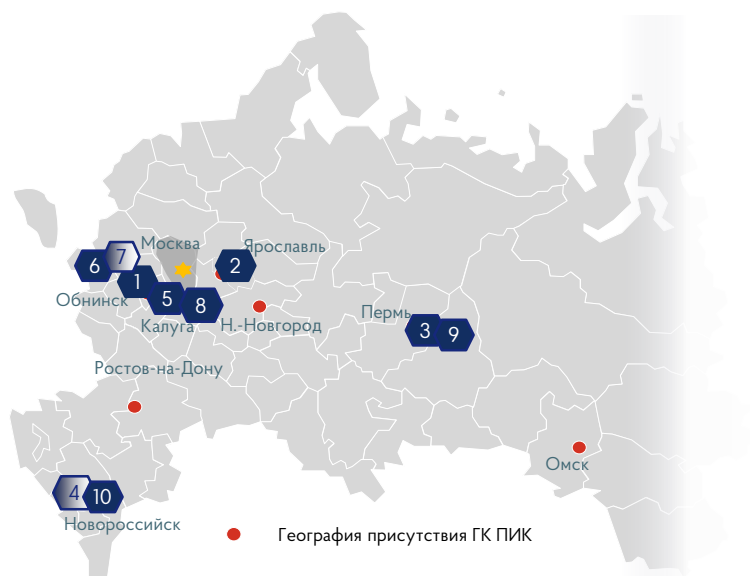 Москва
Ярославль
7
6
2
1
Обнинск
5
8
Калуга
Н.-Новгород
Пермь
3
9
Ростов-на-Дону
Омск
4
10
Новороссийск
География присутствия ГК ПИК